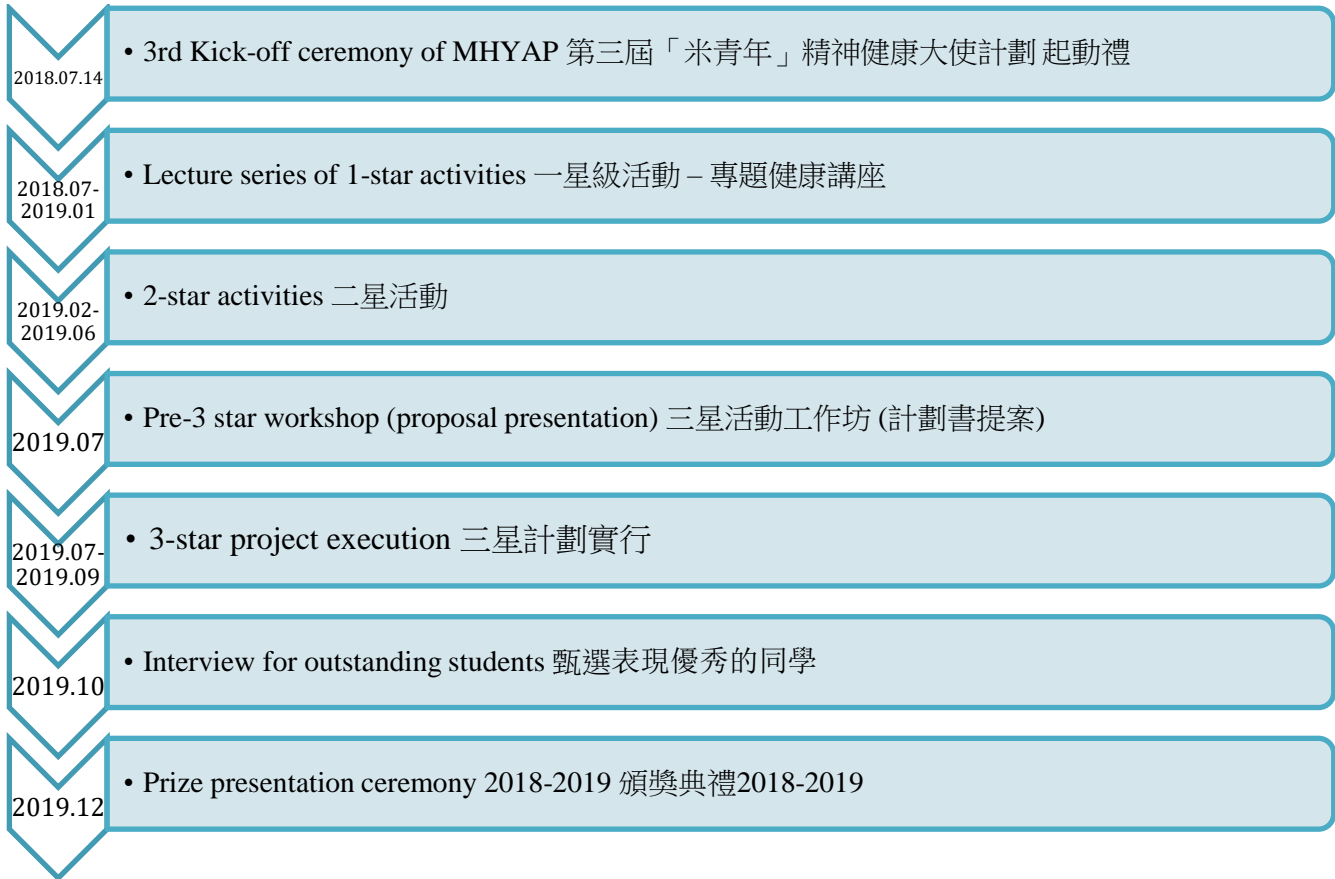 2018.07.14
• 3rd Kick-off ceremony of MHYAP 第三屆「米青年」精神健康大使計劃 起動禮
2018.07-
2019.01
• Lecture series of 1-star activities 一星級活動 – 專題健康講座
2019.02-
2019.06
• 2-star activities 二星活動
2019.07
• Pre-3 star workshop (proposal presentation) 三星活動工作坊 (計劃書提案)
2019.07-
2019.09
• 3-star project execution 三星計劃實行
2019.10
• Interview for outstanding students 甄選表現優秀的同學
2019.12
• Prize presentation ceremony 2018-2019 頒獎典禮2018-2019